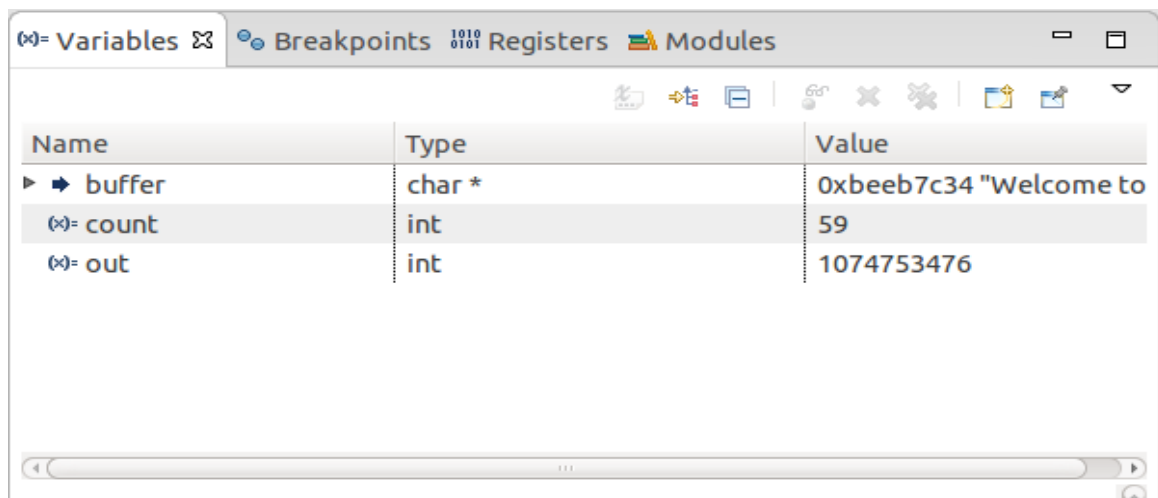 (x)= Variables Breakpoints 1010 0101 Registers Modules
Name Type Value
buffer char * 0xbeeb7c34 "Welcome to
(x)= count int 59
(x)= out int 1074753476